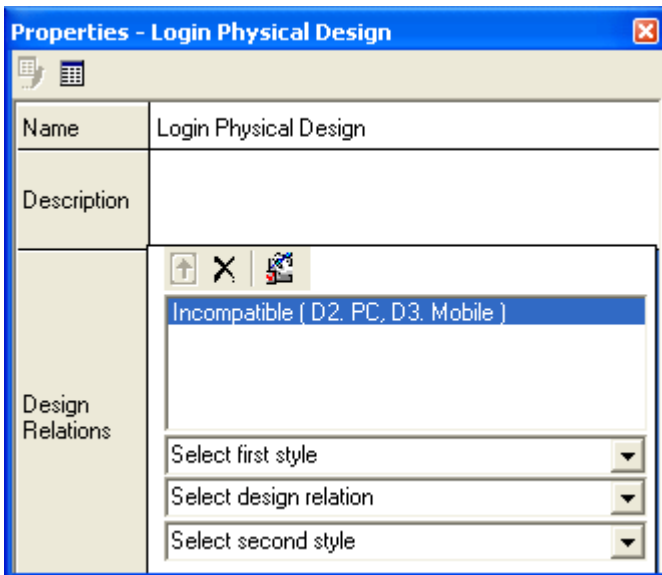 Properties - Login Physical Design
Name
Login Physical Design
Description
Incompatible ( D2. PC, D3. Mobile )
Design
Relations
Select first style
Select design relation
Select second style